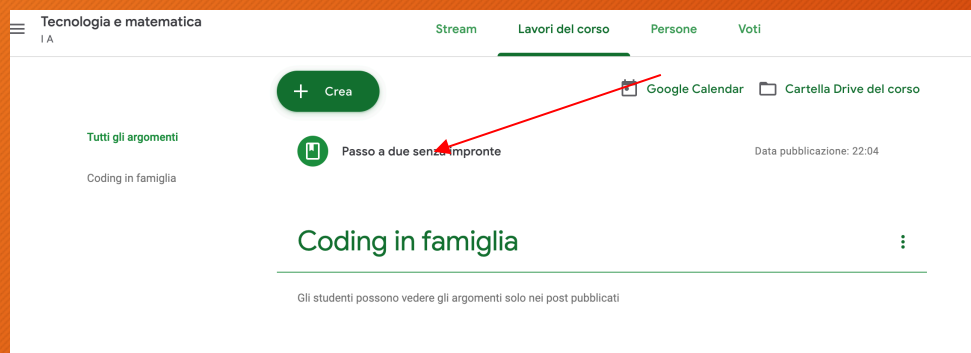 Tecnologia e matematica
I A
Stream Lavori del corso Persone Voti
Crea
Google Calendar Cartella Drive del corso
Tutti gli argomenti
Passo a due senza impronte Data pubblicazione: 22:04
Coding in famiglia
Coding in famiglia
Gli studenti possono vedere gli argomenti solo nei post pubblicati